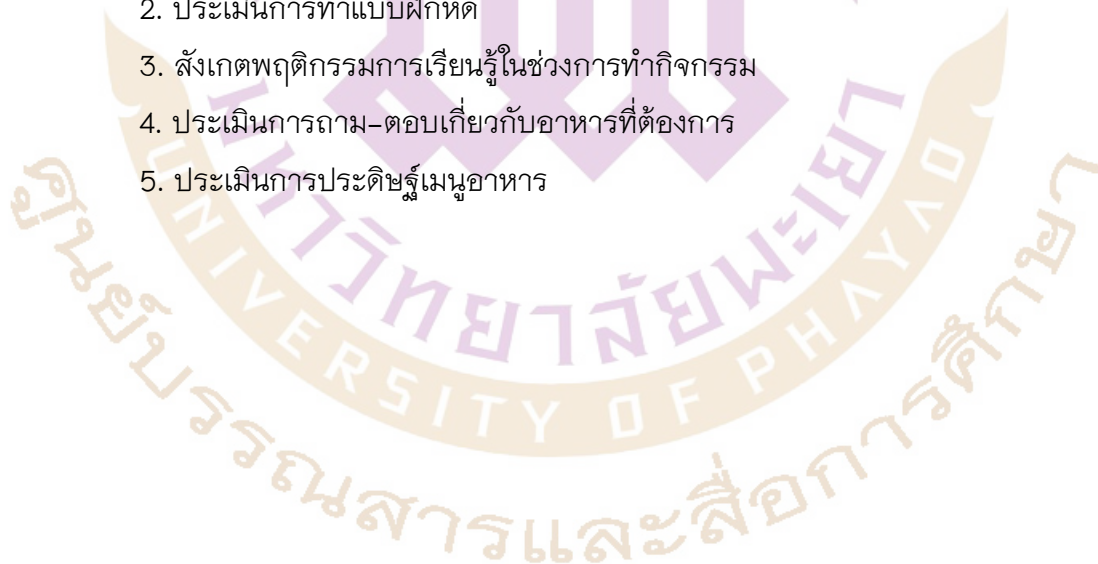 2. ประเมินการทำแบบฝึกหัด
3. สังเกตพฤติกรรมการเรียนรู้ในช่วงการทำกิจกรรม
4. ประเมินการถาม-ตอบเกี่ยวกับอาหารที่ต้องการ
5. ประเมินการประดิษฐ์เมนูอาหาร
มหาวิทยาลัยพะเยา
UNIVERSITY OF PHAYAO
ศูนย์บรรณสารและสื่อการศึกษา